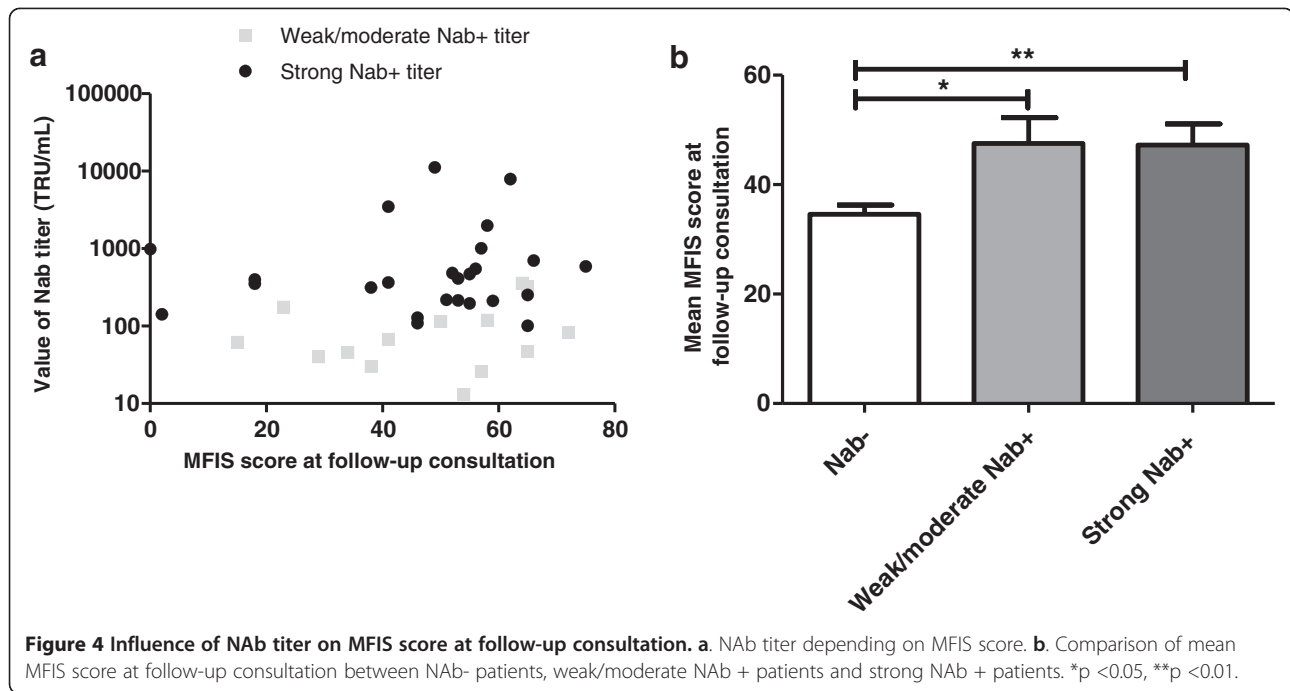 a
Weak/moderate Nab+ titer
Strong Nab+ titer
Value of Nab titer (TRU/mL)
100000
10000
1000
100
10
0 20 40 60 80
MFIS score at follow-up consultation
b
**
*
Mean MFIS score at
follow-up consultation
60
40
20
0
Nab-
Weak/moderate Nab+
Strong Nab+
Figure 4 Influence of NAb titer on MFIS score at follow-up consultation. a. NAb titer depending on MFIS score. b. Comparison of mean
MFIS score at follow-up consultation between NAb- patients, weak/moderate NAb + patients and strong NAb + patients. *p <0.05, **p <0.01.